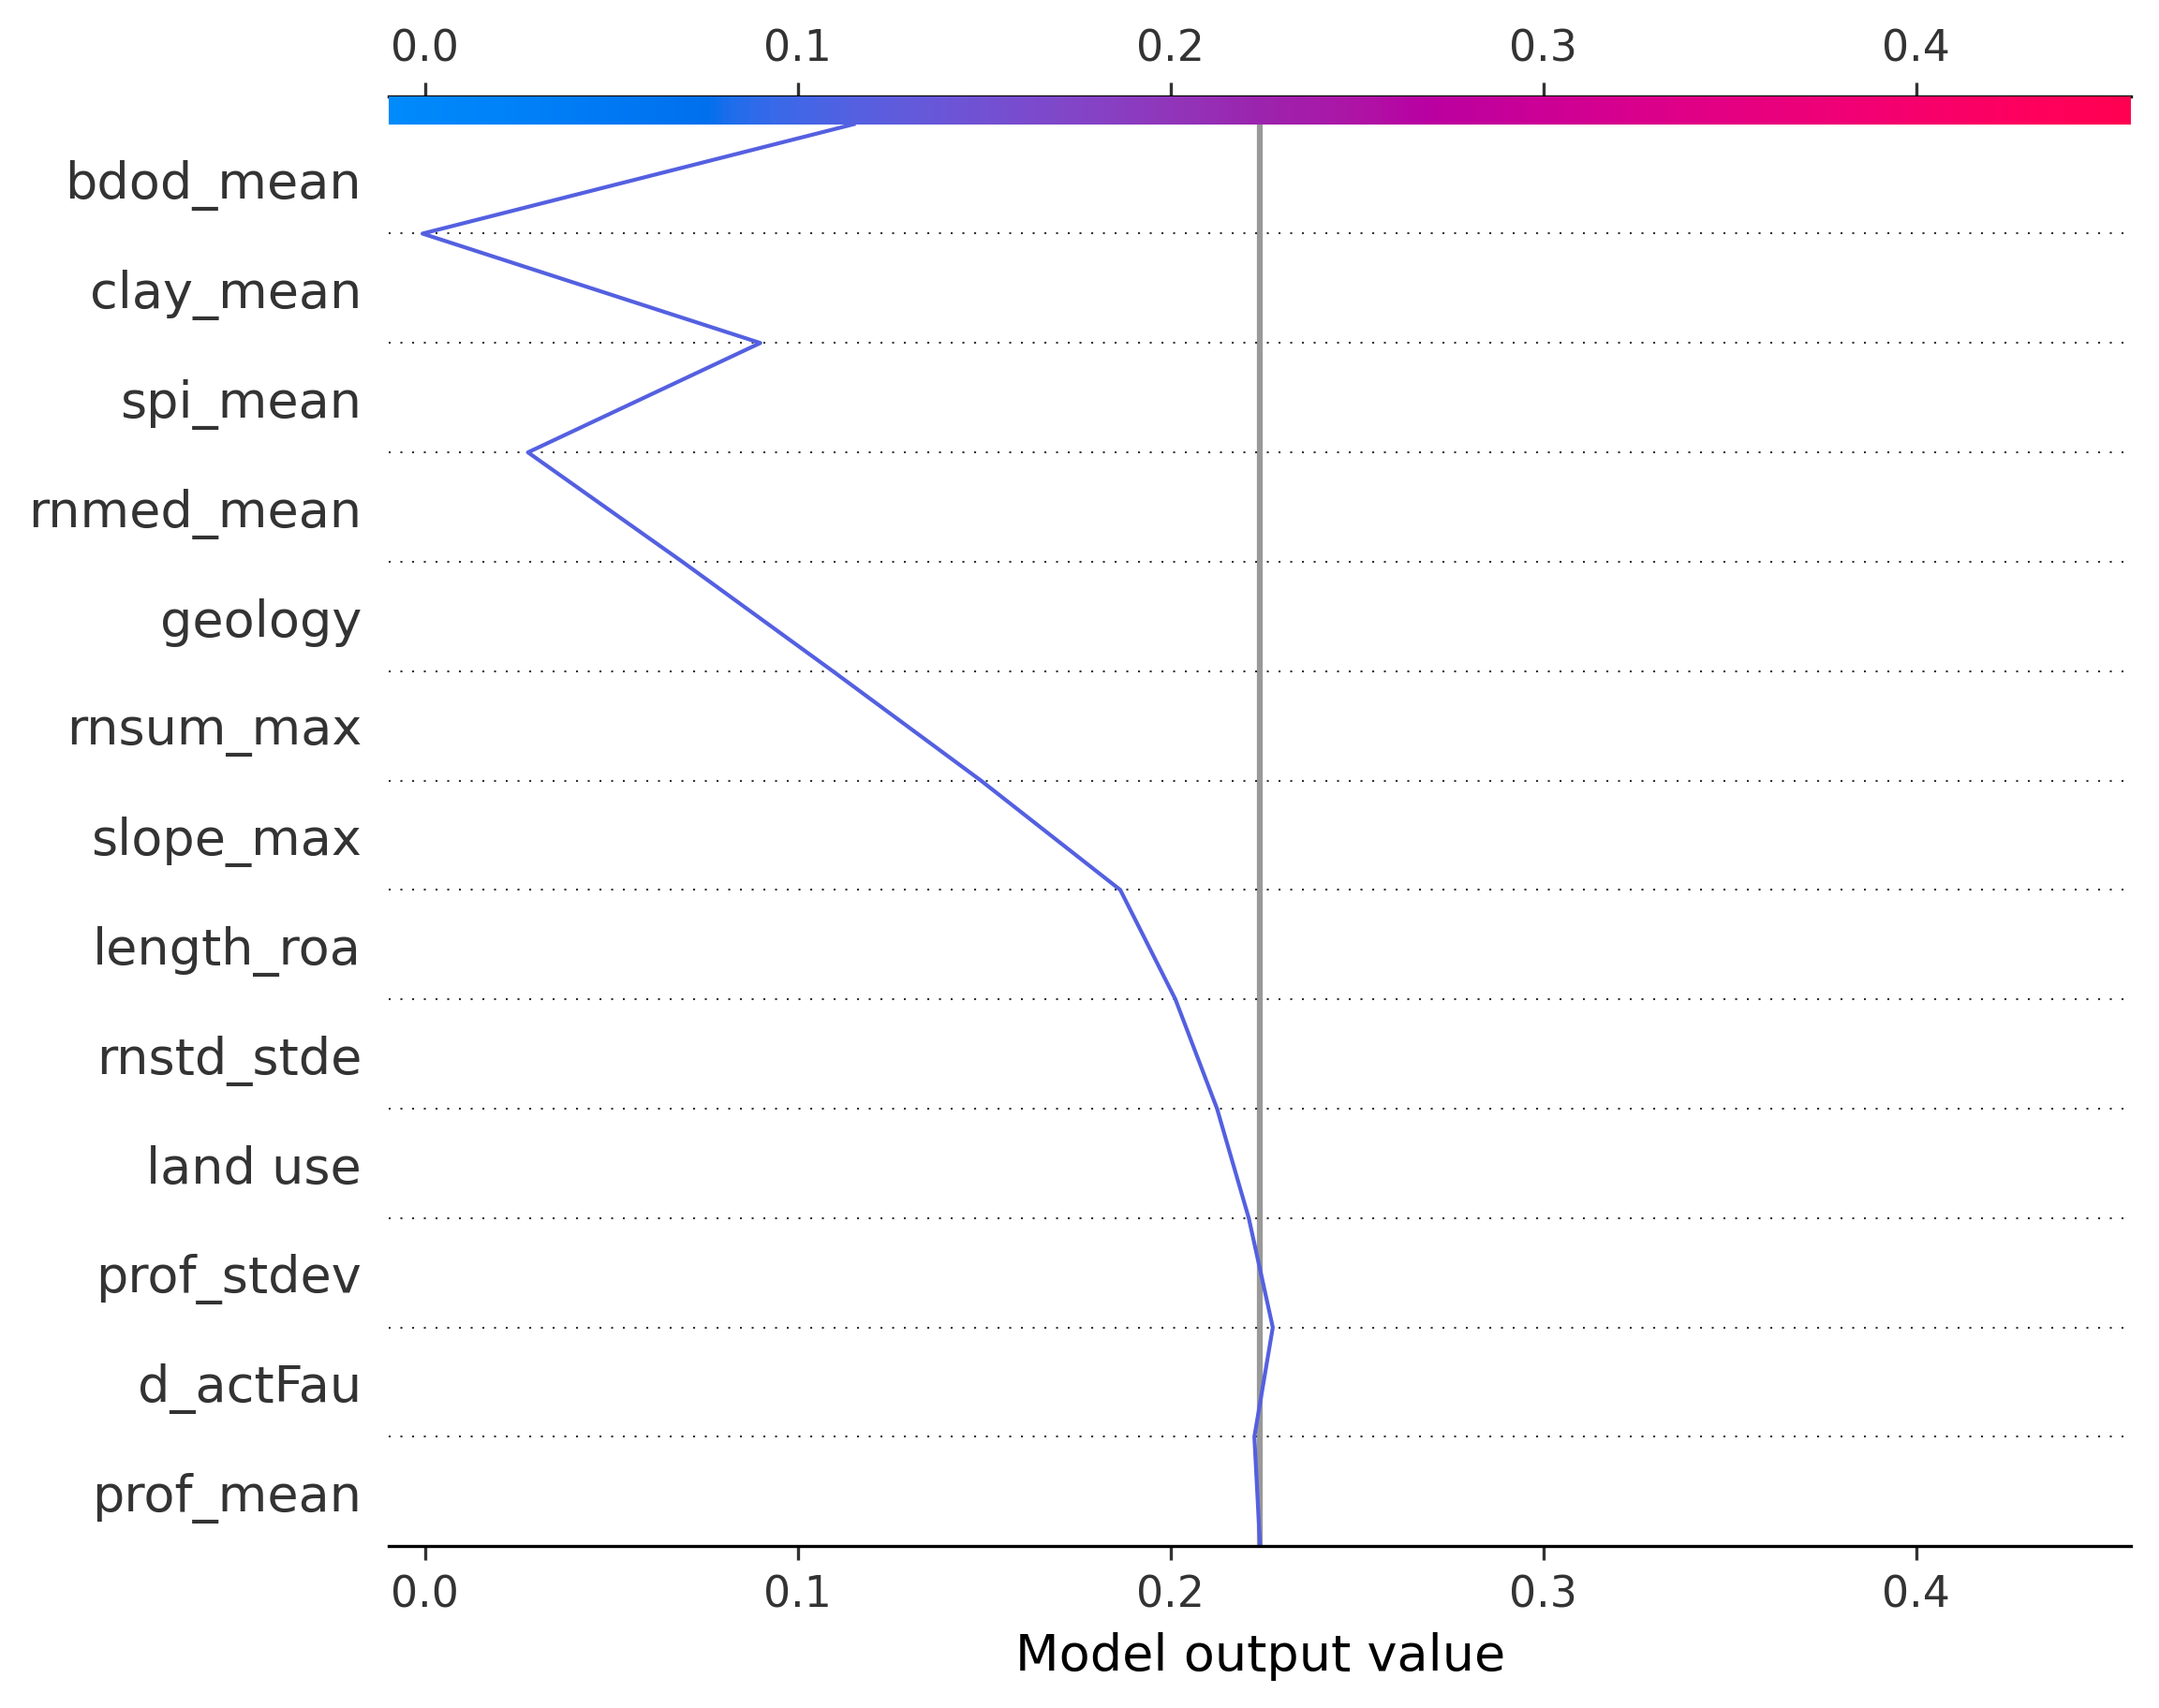 0.0 0.1 0.2 0.3 0.4
bdod_mean
clay_mean
spi_mean
rnmed_mean
geology
rnsum_max
slope_max
length_roa
rnstd_stde
land use
prof_stdev
d_actFau
prof_mean
0.0 0.1 0.2 0.3 0.4
Model output value